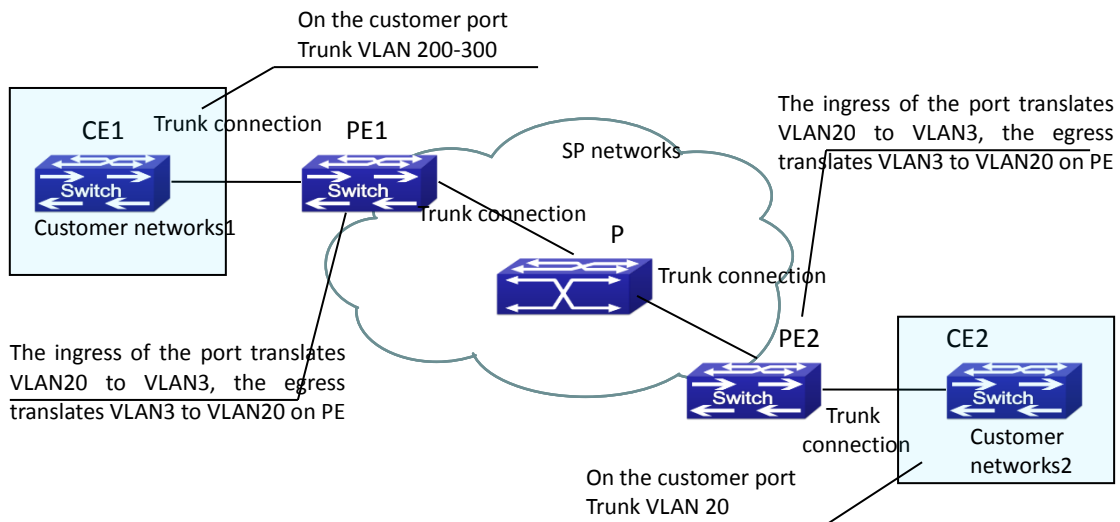 On the customer port
Trunk VLAN 200-300
CE1
Trunk connection
PE1
Switch
Switch
Customer networks1
Trunk connection
SP networks
The ingress of the port translates
VLAN20 to VLAN3, the egress
translates VLAN3 to VLAN20 on PE
P
Trunk connection
The ingress of the port translates
VLAN20 to VLAN3, the egress
translates VLAN3 to VLAN20 on PE
PE2
Switch
CE2
Switch
Trunk
connection
Customer
networks2
On the customer port
Trunk VLAN 20